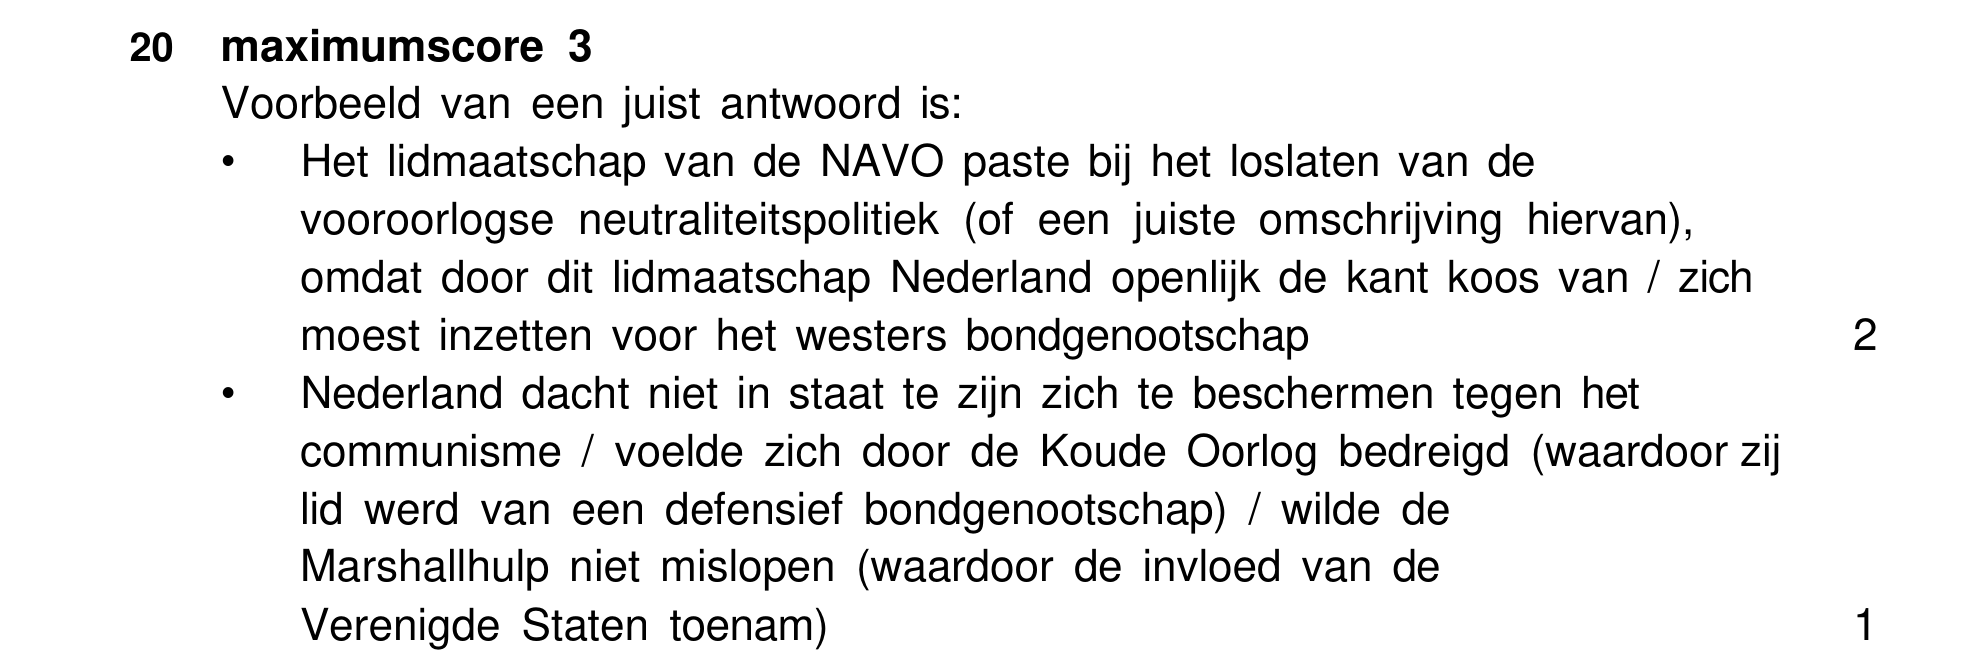 20 maximumscore 3
Voorbeeld van een juist antwoord is:
• Het lidmaatschap van de NAVO paste bij het loslaten van de
vooroorlogse neutraliteitspolitiek (of een juiste omschrijving hiervan),
omdat door dit lidmaatschap Nederland openlijk de kant koos van / zich
moest inzetten voor het westers bondgenootschap 2
• Nederland dacht niet in staat te zijn zich te beschermen tegen het
communisme / voelde zich door de Koude Oorlog bedreigd (waardoor zij
lid werd van een defensief bondgenootschap) / wilde de
Marshallhulp niet mislopen (waardoor de invloed van de
Verenigde Staten toenam) 1